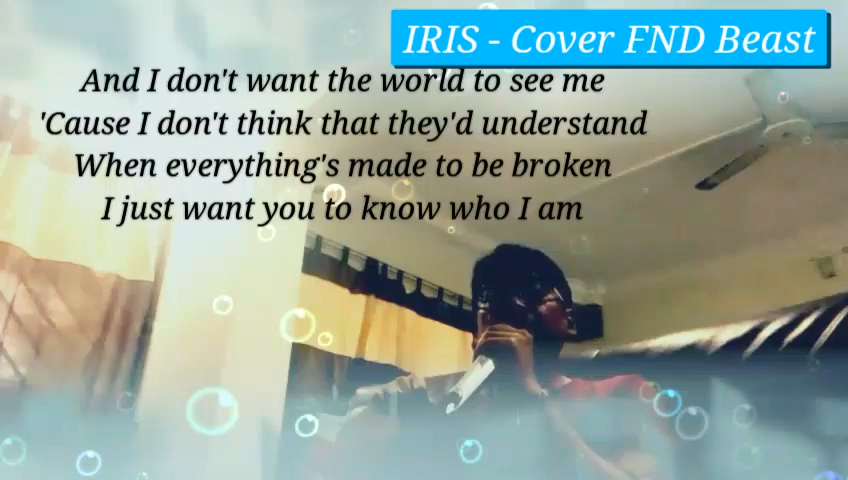 IRIS - Cover FND Beast
And I don't want the world to see me
'Cause I don't think that they'd understand
When everything's made to be broken
I just want you to know who I am